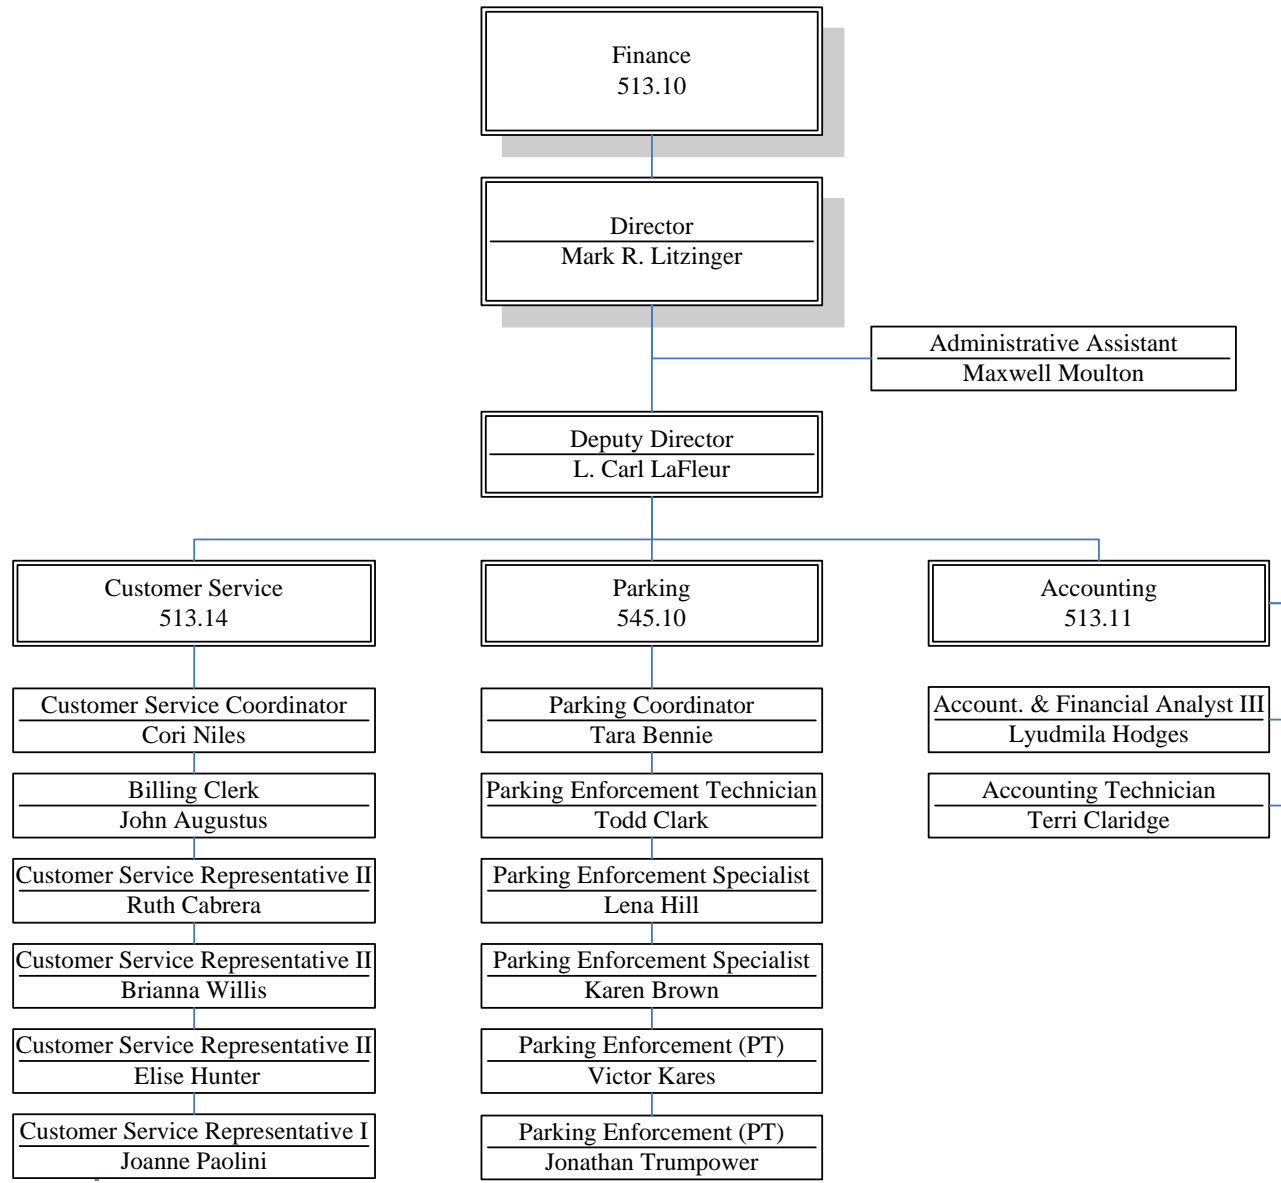 Finance
513.10
Director
Mark R. Litzinger
Administrative Assistant
Maxwell Moulton
Deputy Director
L. Carl LaFleur
Customer Service
513.14
Customer Service Coordinator
Cori Niles
Billing Clerk
John Augustus
Customer Service Representative II
Ruth Cabrera
Customer Service Representative II
Brianna Willis
Customer Service Representative II
Elise Hunter
Customer Service Representative I
Joanne Paolini
Parking
545.10
Parking Coordinator
Tara Bennie
Parking Enforcement Technician
Todd Clark
Parking Enforcement Specialist
Lena Hill
Parking Enforcement Specialist
Karen Brown
Parking Enforcement (PT)
Victor Kares
Parking Enforcement (PT)
Jonathan Trumpower
Accounting
513.11
Account. & Financial Analyst III
Lyudmila Hodges
Accounting Technician
Terri Claridge